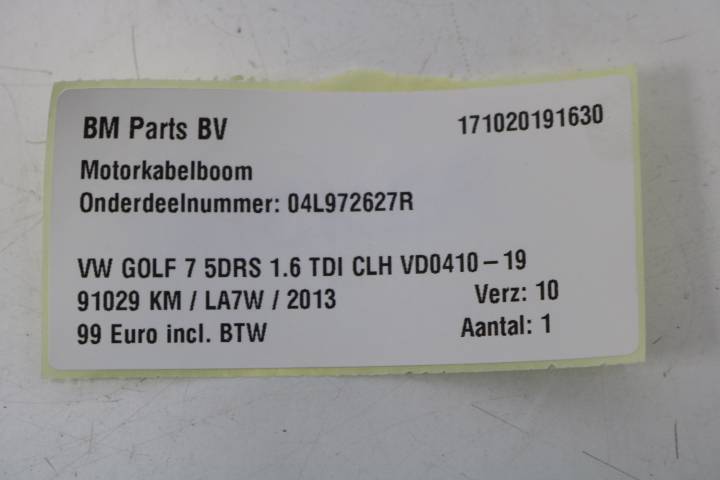 BM Parts BV 171020191630
Motorkabelboom
Onderdeelnummer: 04L972627R
VW GOLF 7 5DRS 1.6 TDI CLH VD0410-19
91029 KM / LA7W / 2013 Verz: 10
99 Euro incl. BTW Aantal: 1